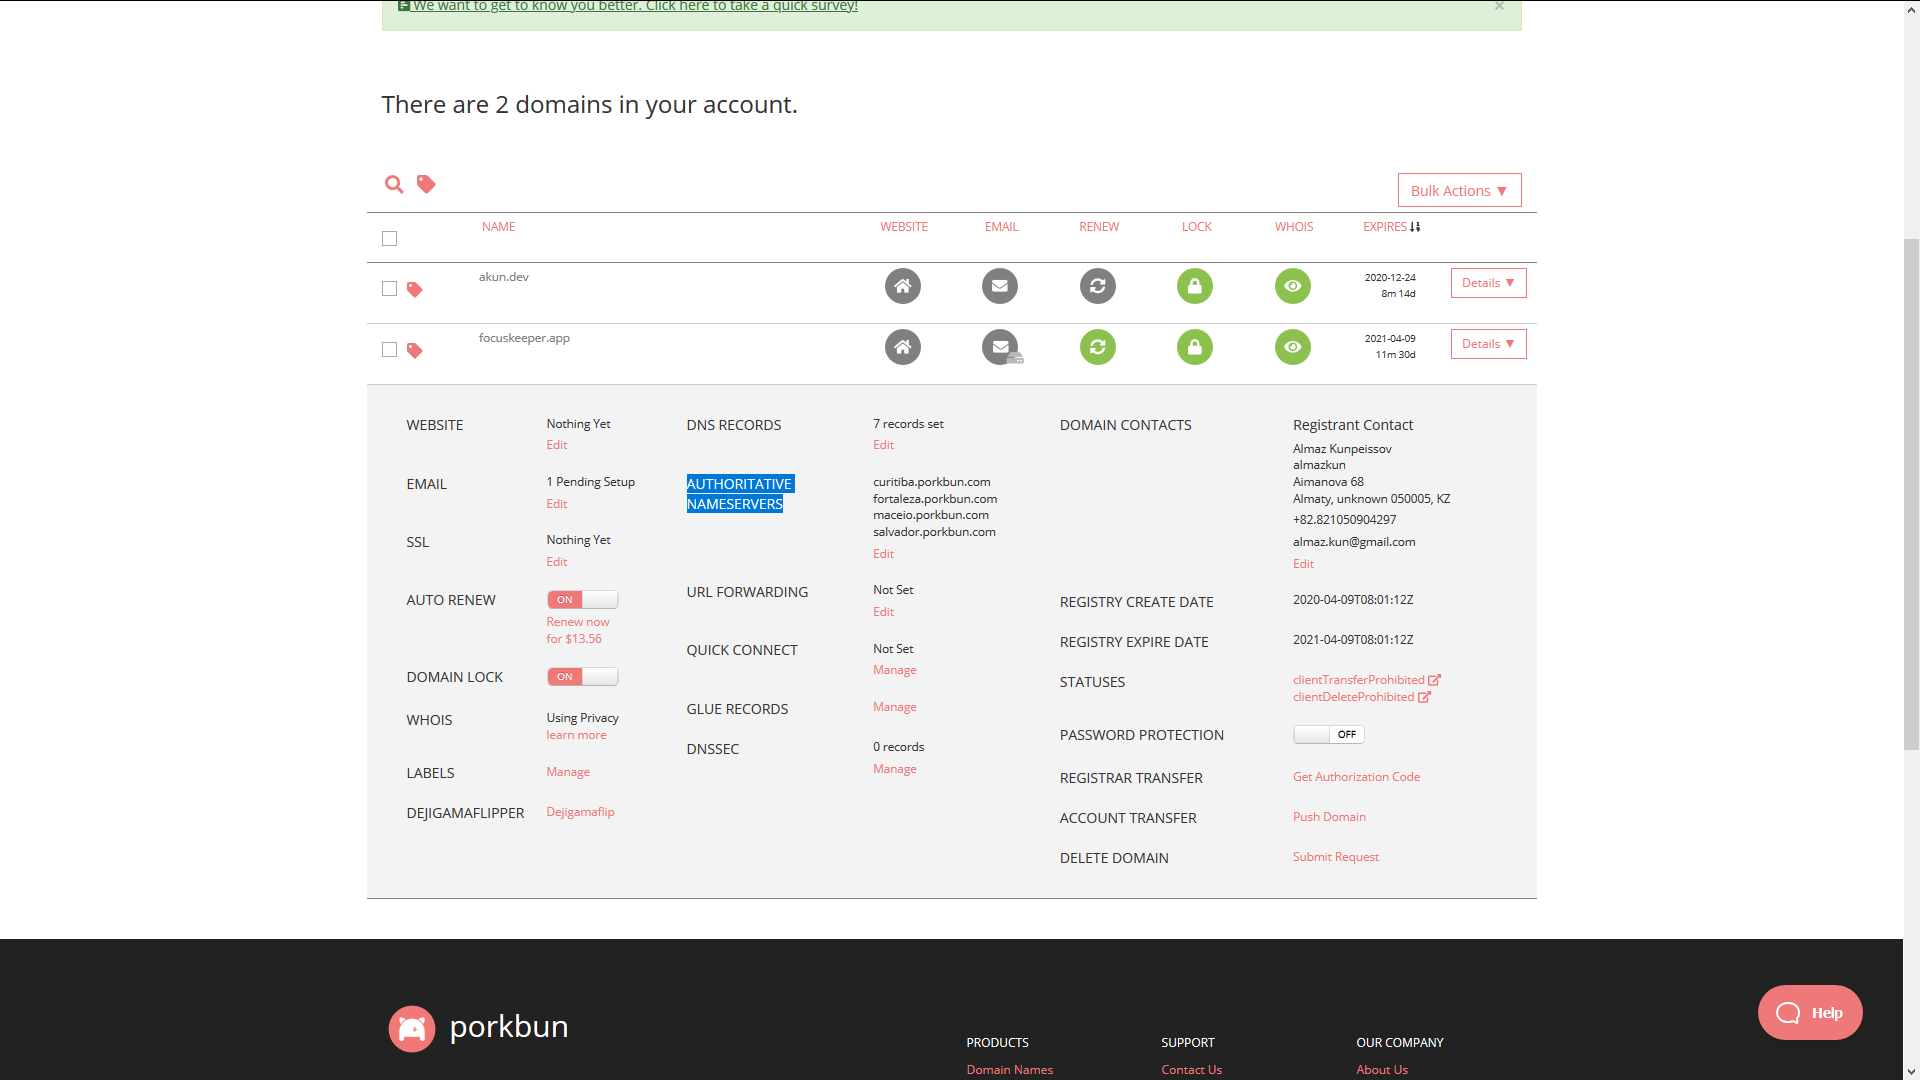 We want to get to know you better. Click here to take a quick survey!
×
There are 2 domains in your account.
Bulk Actions ▼
NAME WEBSITE EMAIL RENEW LOCK WHOIS EXPIRES
akun.dev 2020-12-24 Details ▼
8m 14d
focuskeeper.app 2021-04-09 Details ▼
11m 30d
WEBSITE
Nothing Yet
Edit
EMAIL
1 Pending Setup
Edit
SSL
Nothing Yet
Edit
AUTO RENEW
ON
Renew now
for $13.56
DOMAIN LOCK
ON
WHOIS
Using Privacy
learn more
LABELS
Manage
DEJIGAMAFLIPPER
Dejigamaflip
DNS RECORDS
7 records set
Edit
AUTHORITATIVE
NAMESERVERS
curitiba.porkbun.com
fortaleza.porkbun.com
maceio.porkbun.com
salvador.porkbun.com
Edit
URL FORWARDING
Not Set
Edit
QUICK CONNECT
Not Set
Manage
GLUE RECORDS
Manage
DNSSEC
0 records
Manage
DOMAIN CONTACTS
Registrant Contact
Almaz Kunpeissov
almazkun
Aimanova 68
Almaty, unknown 050005, KZ
+82.821050904297
almaz.kun@gmail.com
Edit
REGISTRY CREATE DATE
2020-04-09T08:01:12Z
REGISTRY EXPIRE DATE
2021-04-09T08:01:12Z
STATUSES
clientTransferProhibited
clientDeleteProhibited
PASSWORD PROTECTION
OFF
REGISTRAR TRANSFER
Get Authorization Code
ACCOUNT TRANSFER
Push Domain
DELETE DOMAIN
Submit Request
porkbun
PRODUCTS
Domain Names
SUPPORT
Contact Us
OUR COMPANY
About Us
Help